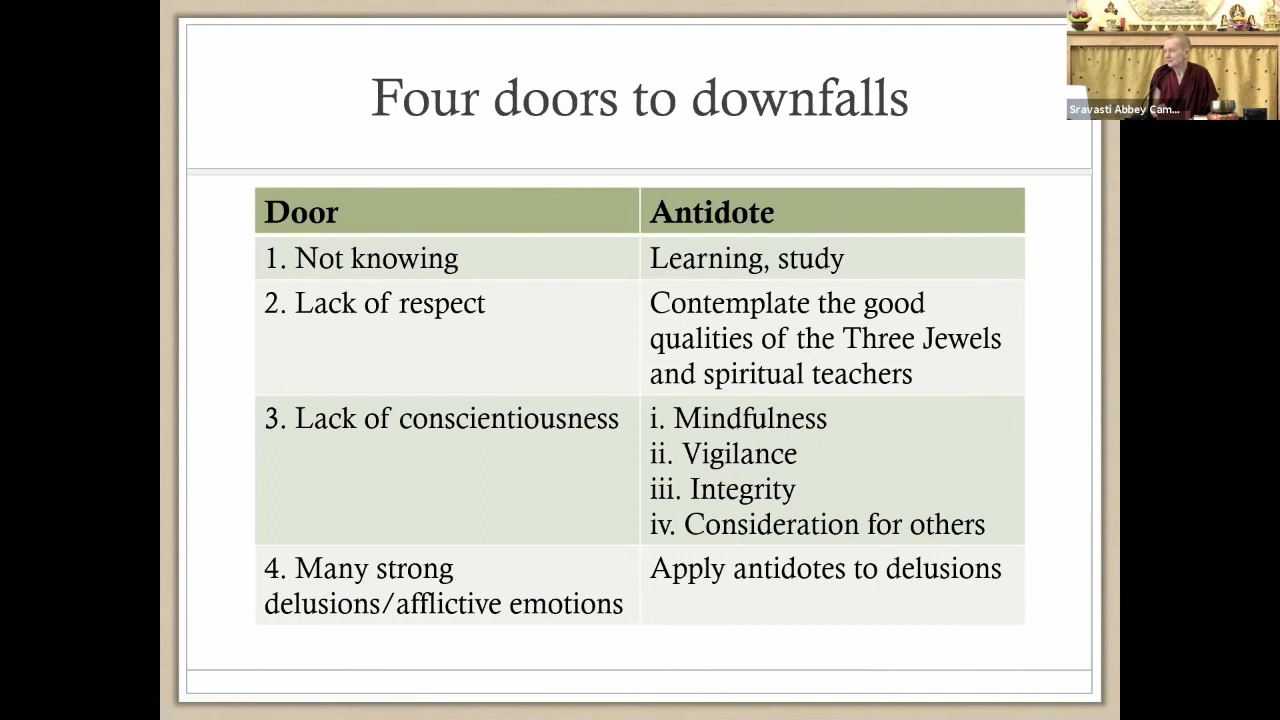 Four doors to downfalls
Sravasti Abbey Cam...
Door
Antidote
1. Not knowing
Learning, study
2. Lack of respect
Contemplate the good
qualities of the Three Jewels
and spiritual teachers
3. Lack of conscientiousness
i. Mindfulness
ii. Vigilance
iii. Integrity
iv. Consideration for others
4. Many strong
delusions/afflictive emotions
Apply antidotes to delusions